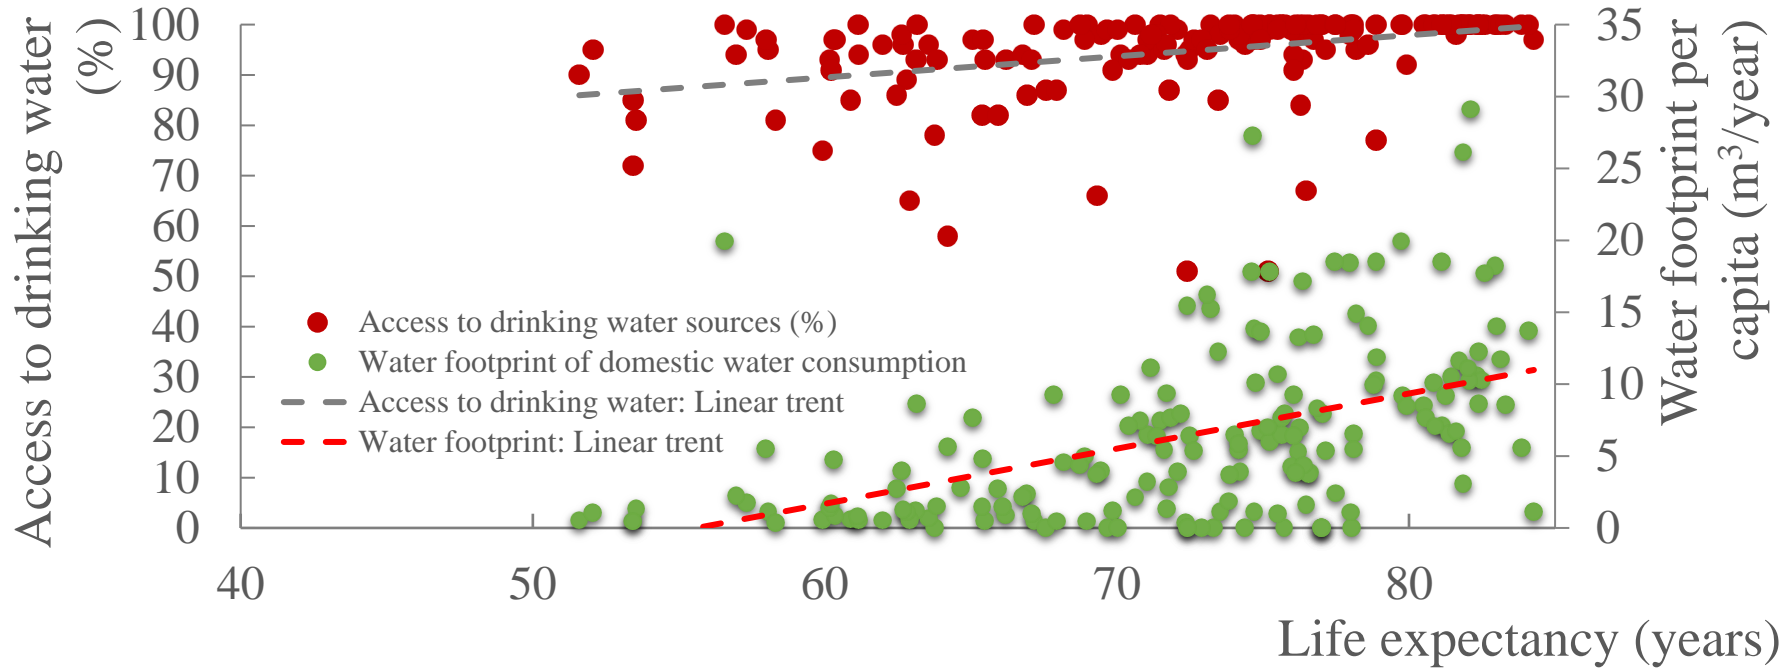 Access to drinking water
(%)
100
90
80
70
60
50
40
30
20
10
0
Access to drinking water sources (%)
Water footprint of domestic water consumption
Access to drinking water: Linear trent
Water footprint: Linear trent
35
30
25
20
15
10
5
0
Water footprint per
capita (m³/year)
40 50 60 70 80
Life expectancy (years)